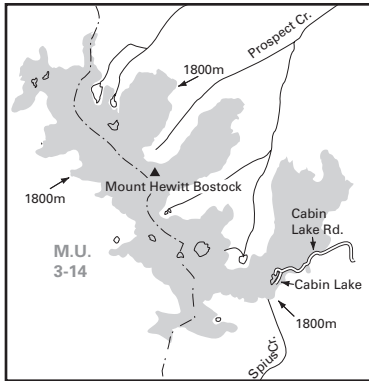 Prospect Cr.
1800m
Mount Hewitt Bostock
1800m
M.U.
3-14
Cabin
Lake Rd.
Cabin Lake
1800m
Spius Cr.